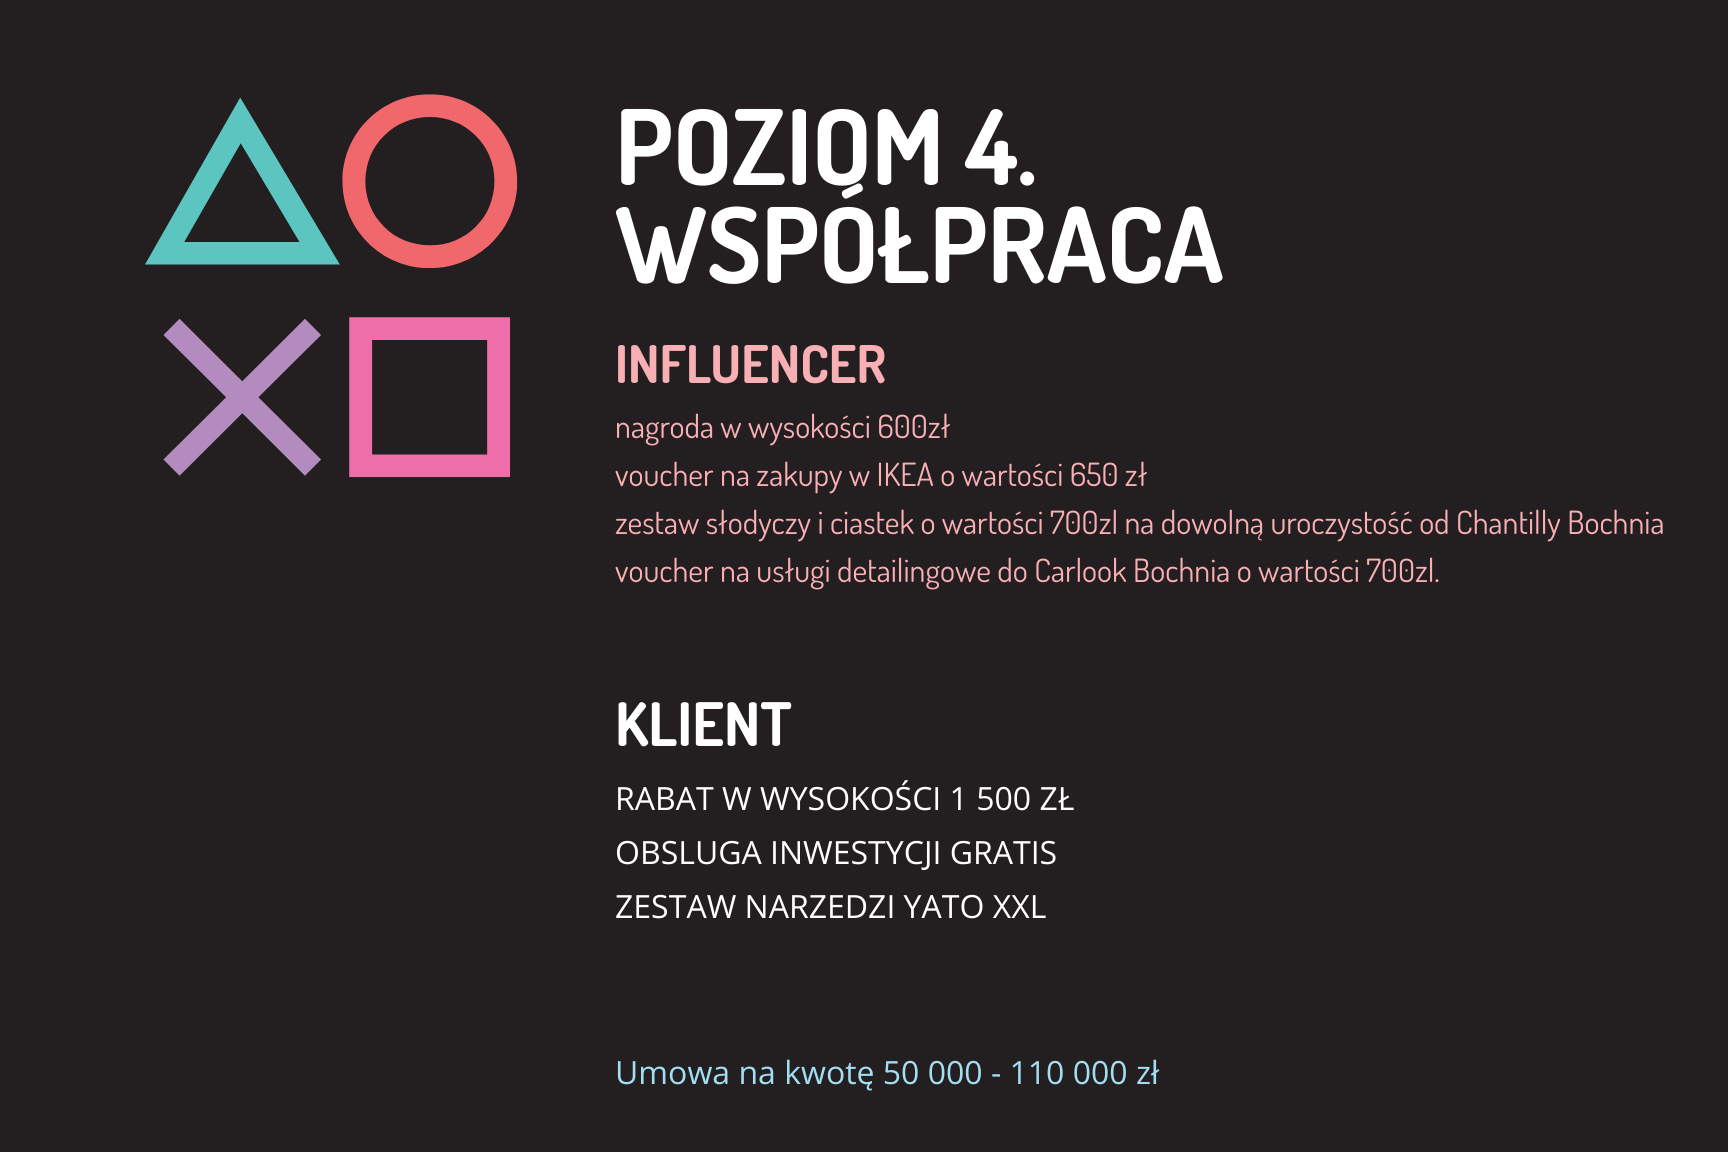 POZIOM 4.
WSPÓŁPRACA
INFLUENCER
nagroda w wysokości 600zł
voucher na zakupy w IKEA o wartości 650 zł
zestaw słodyczy i ciastek o wartości 700zl na dowolną uroczystość od Chantilly Bochnia
voucher na usługi detailingowe do Carlook Bochnia o wartości 700zl.
KLIENT
RABAT W WYSOKOŚCI 1 500 ZŁ
OBSLUGA INWESTYCJI GRATIS
ZESTAW NARZEDZI YATO XXL
Umowa na kwotę 50 000 - 110 000 zł